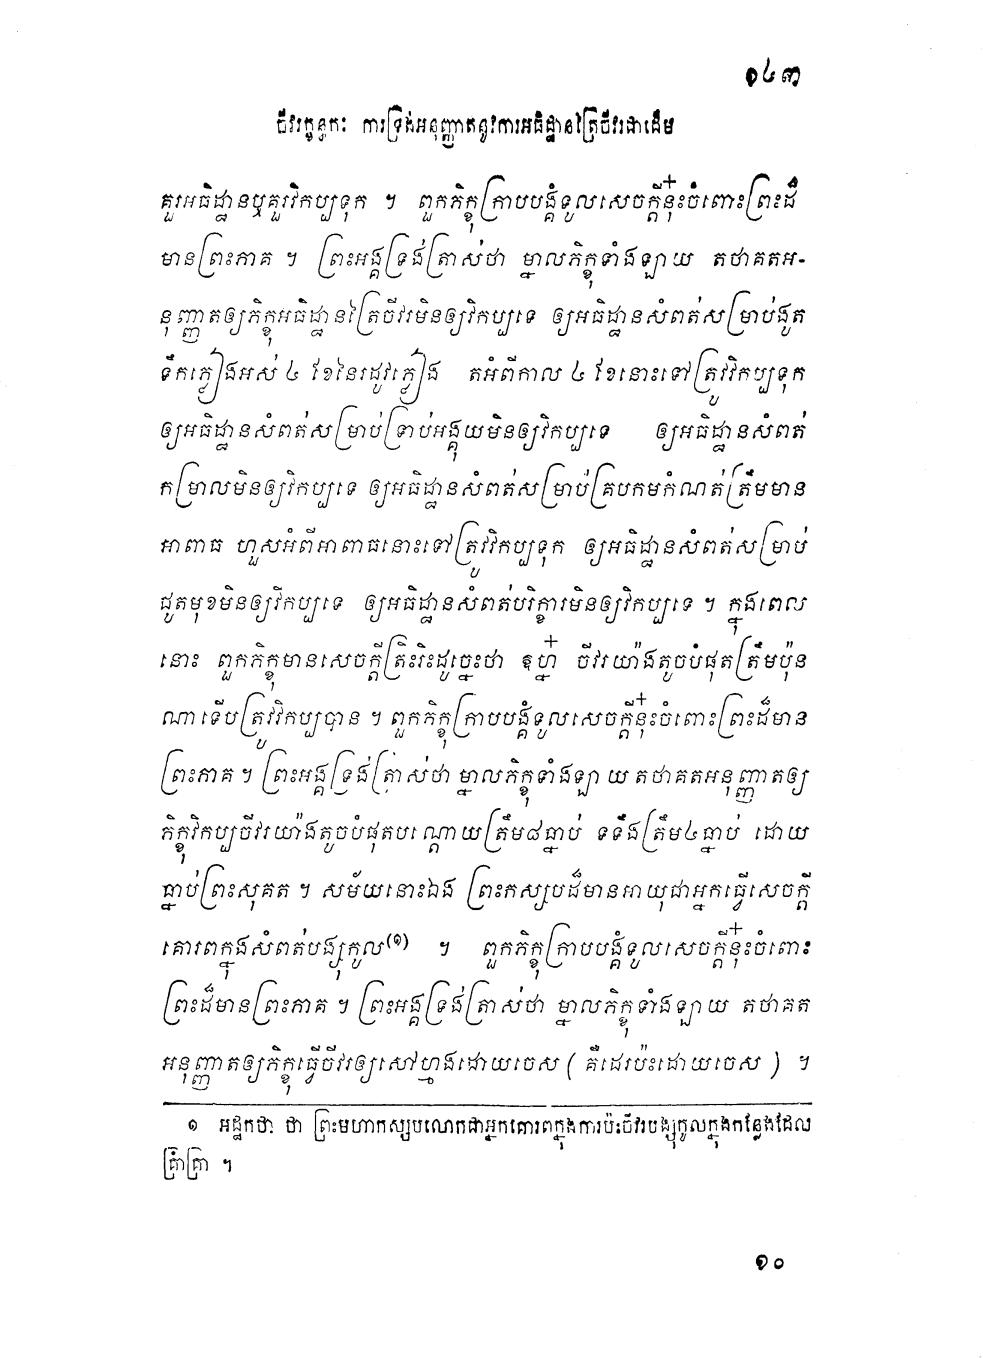 ១៤៣
ចីវរក្ខន្ធកៈ ការទ្រង់អនុញ្ញាតនូវការអធិដ្ឋានត្រៃចីវរជាដើម
គួរអធិដ្ឋានឬគួរវិកប្បទុក ។ ពួកភិក្ខុក្រាបបង្គំទូលសេចក្តីនុ៎ះចំពោះព្រះដ៏
មានព្រះភាគ ។ ព្រះអង្គទ្រង់ត្រាស់ថា ម្នាលភិក្ខុទាំងឡាយ តថាគតអ-
នុញ្ញាតឲ្យភិក្ខុអធិដ្ឋានត្រៃចីវរមិនឲ្យវិកប្បទេ ឲ្យអធិដ្ឋានសំពត់សម្រាប់ងូត
ទឹកភ្លៀងអស់ ៤ ខែនៃរដូវភ្លៀង តអំពីកាល ៤ ខែនោះទៅត្រូវវិកប្បទុក
ឲ្យអធិដ្ឋានសំពត់សម្រាប់ទ្រាប់អង្គុយមិនឲ្យវិកប្បទេ ឲ្យអធិដ្ឋានសំពត់
កម្រាលមិនឲ្យវិកប្បទេ ឲ្យអធិដ្ឋានសំពត់សម្រាប់គ្របកមកំណត់ត្រឹមមាន
អាពាធ ហួសអំពីអាពាធនោះទៅត្រូវវិកប្បទុក ឲ្យអធិដ្ឋានសំពត់សម្រាប់
ជូតមុខមិនឲ្យវិកប្បទេ ឲ្យអធិដ្ឋានសំពត់បរិក្ខារមិនឲ្យវិកប្បទេ ។ ក្នុងពេល
នោះ ពួកភិក្ខុមានសេចក្តីត្រិះរិះដូច្នេះថា ឧហ្ន៎ ចីវរយ៉ាងតូចបំផុតត្រឹមប៉ុន
ណាទើបត្រូវវិកប្បបាន ។ ពួកភិក្ខុក្រាបបង្គំទូលសេចក្តីនុ៎ះចំពោះព្រះដ៏មាន
ព្រះភាគ ។ ព្រះអង្គទ្រង់ត្រាស់ថា ម្នាលភិក្ខុទាំងឡាយ តថាគតអនុញ្ញាតឲ្យ
ភិក្ខុវិកប្បចីវរយ៉ាងតូចបំផុតបណ្តោយត្រឹម៨ធ្នាប់ ទទឹងត្រឹម៤ធ្នាប់ ដោយ
ធ្នាប់ព្រះសុគត ។ សម័យនោះឯង ព្រះកស្សបដ៏មានអាយុជាអ្នកធ្វើសេចក្តី
គោរពក្នុងសំពត់បង្សុកូល(១) ។ ពួកភិក្ខុក្រាបបង្គំទូលសេចក្តីនុ៎ះចំពោះ
ព្រះដ៏មានព្រះភាគ ។ ព្រះអង្គទ្រង់ត្រាស់ថា ម្នាលភិក្ខុទាំងឡាយ តថាគត
អនុញ្ញាតឲ្យភិក្ខុធ្វើចីវរឲ្យសៅហ្មងដោយចេស ( គឺដេរប៉ះដោយចេស ) ។
១ អដ្ឋកថា ថា ព្រះមហាកស្សបលោកជាអ្នកគោរពក្នុងការប៉ះចីវរបង្សុកូលក្នុងកន្លែងដែល
គ្រាំគ្រា ។
១០